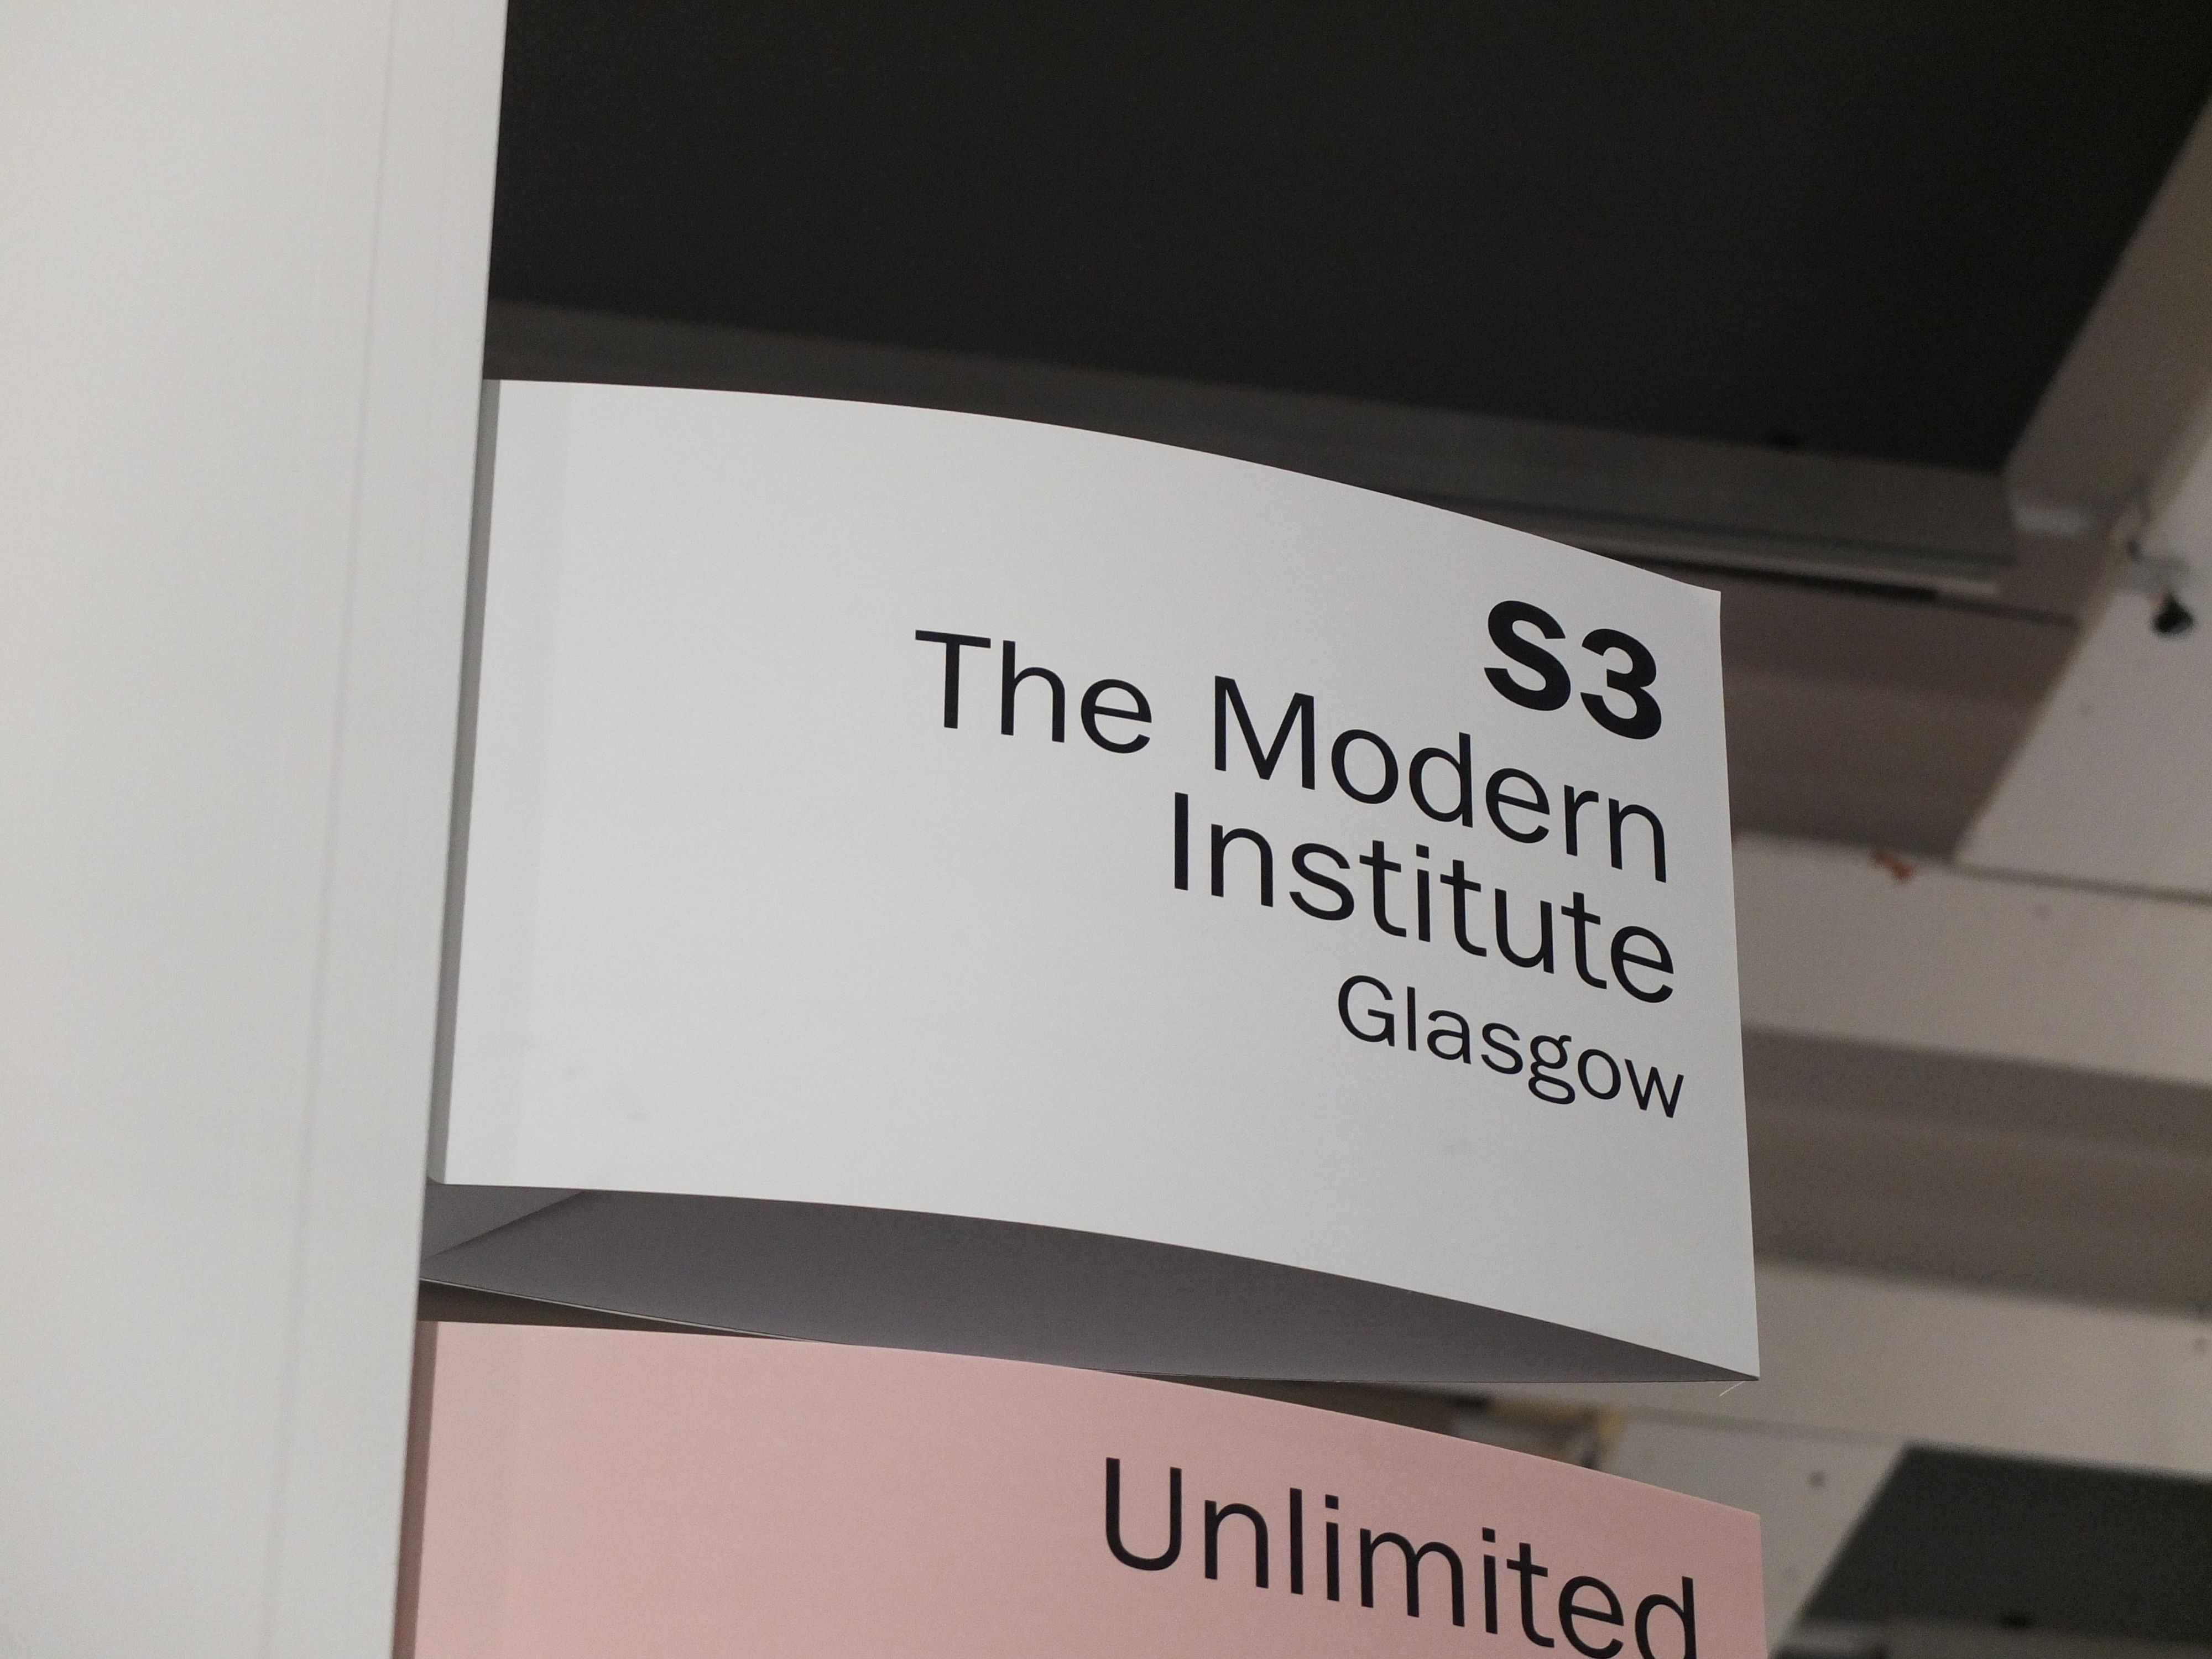 S3
The Modern
Institute
Glasgow
Unlimited